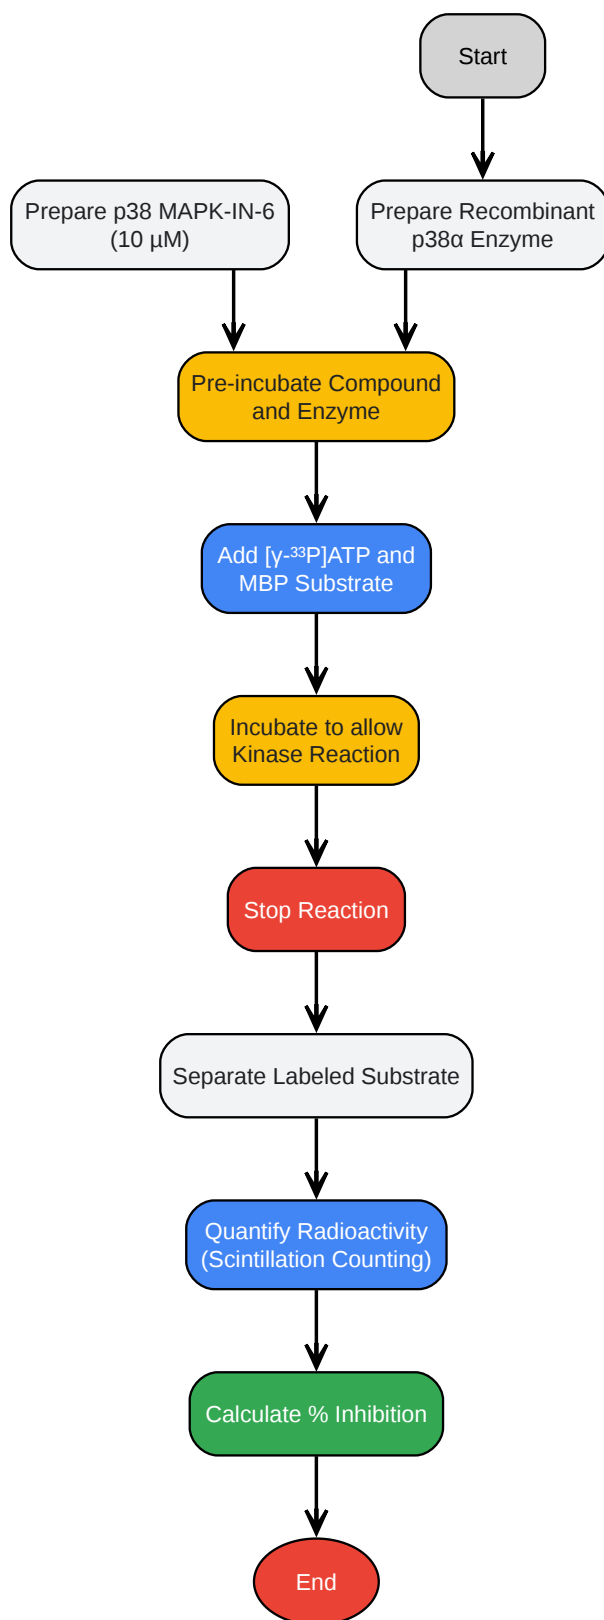 Start
Prepare p38 MAPK-IN-6
(10 µM)
Prepare Recombinant
p38α Enzyme
Pre-incubate Compound
and Enzyme
Add [γ-³³P]ATP and
MBP Substrate
Incubate to allow
Kinase Reaction
Stop Reaction
Separate Labeled Substrate
Quantify Radioactivity
(Scintillation Counting)
Calculate % Inhibition
End